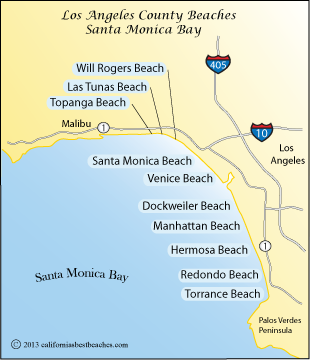 Los Angeles County Beaches
Santa Monica Bay
405
Will Rogers Beach
Las Tunas Beach
Topanga Beach
Malibu
1
10
Los
Angeles
Santa Monica Beach
Venice Beach
Dockweiler Beach
Manhattan Beach
Hermosa Beach
1
Santa Monica Bay
Redondo Beach
Torrance Beach
Palos Verdes
Peninsula
© 2013 californiasbestbeaches.com